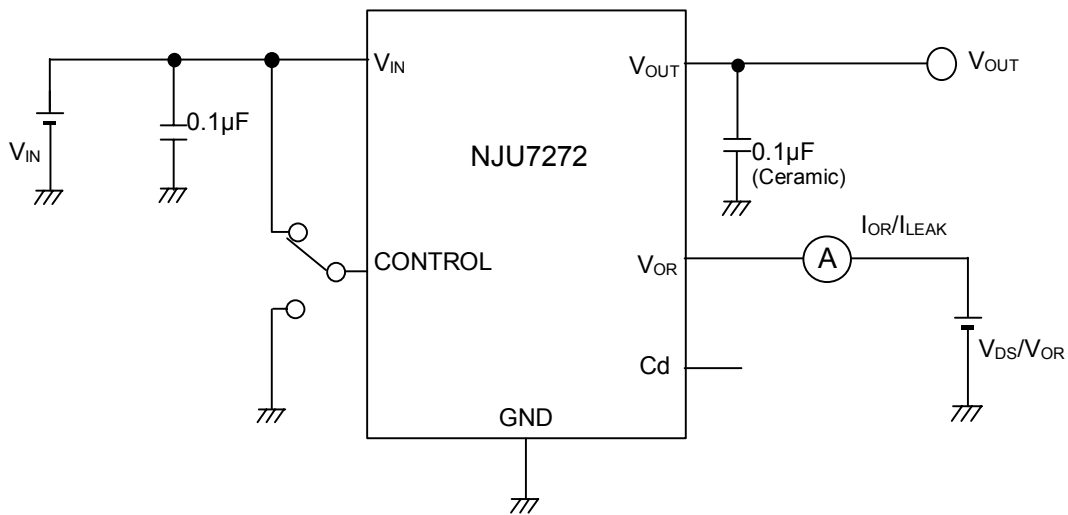 VIN
VOUT
VOUT
VIN
0.1µF
NJU7272
0.1µF
(Ceramic)
IOR/ILEAK
CONTROL
VOR
A
VDS/VOR
Cd
GND